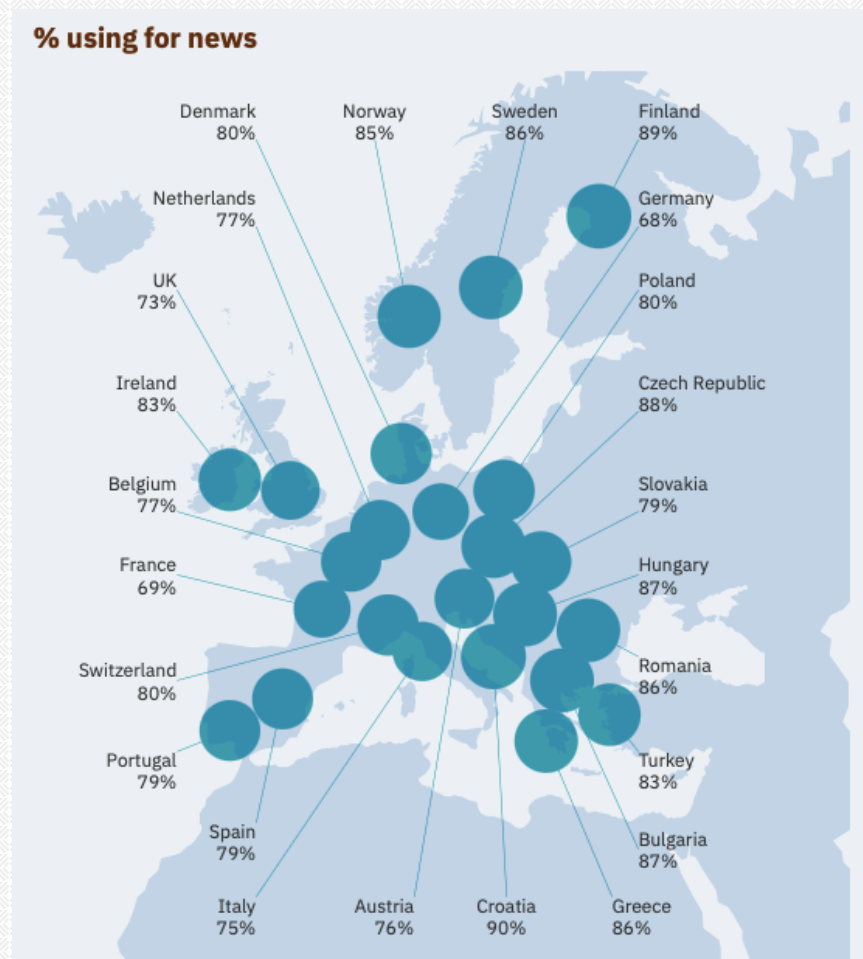 % using for news
Denmark
80%
Norway
85%
Sweden
86%
Finland
89%
Netherlands
77%
Germany
68%
UK
73%
Poland
80%
Ireland
83%
Czech Republic
88%
Belgium
77%
Slovakia
79%
France
69%
Hungary
87%
Switzerland
80%
Romania
86%
Portugal
79%
Turkey
83%
Spain
79%
Bulgaria
87%
Italy
75%
Austria
76%
Croatia
90%
Greece
86%